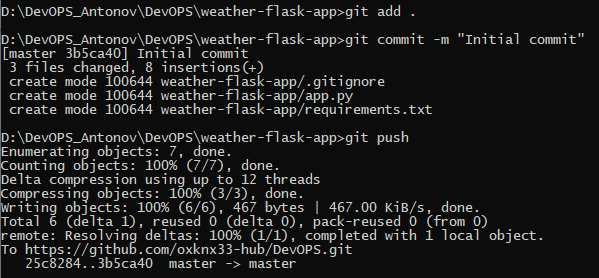 D:\DevOPS_Antonov\DevOPS\weather-flask-app>git add .
D:\DevOPS_Antonov\DevOPS\weather-flask-app>git commit -m "Initial commit"
[master 3b5ca40] Initial commit
 3 files changed, 8 insertions(+)
 create mode 100644 weather-flask-app/.gitignore
 create mode 100644 weather-flask-app/app.py
 create mode 100644 weather-flask-app/requirements.txt
D:\DevOPS_Antonov\DevOPS\weather-flask-app>git push
Enumerating objects: 7, done.
Counting objects: 100% (7/7), done.
Delta compression using up to 12 threads
Compressing objects: 100% (3/3), done.
Writing objects: 100% (6/6), 467 bytes | 467.00 KiB/s, done.
Total 6 (delta 1), reused 0 (delta 0), pack-reused 0 (from 0)
remote: Resolving deltas: 100% (1/1), completed with 1 local object.
To https://github.com/oxknx33-hub/DevOPS.git
   25c8284..3b5ca40  master -> master